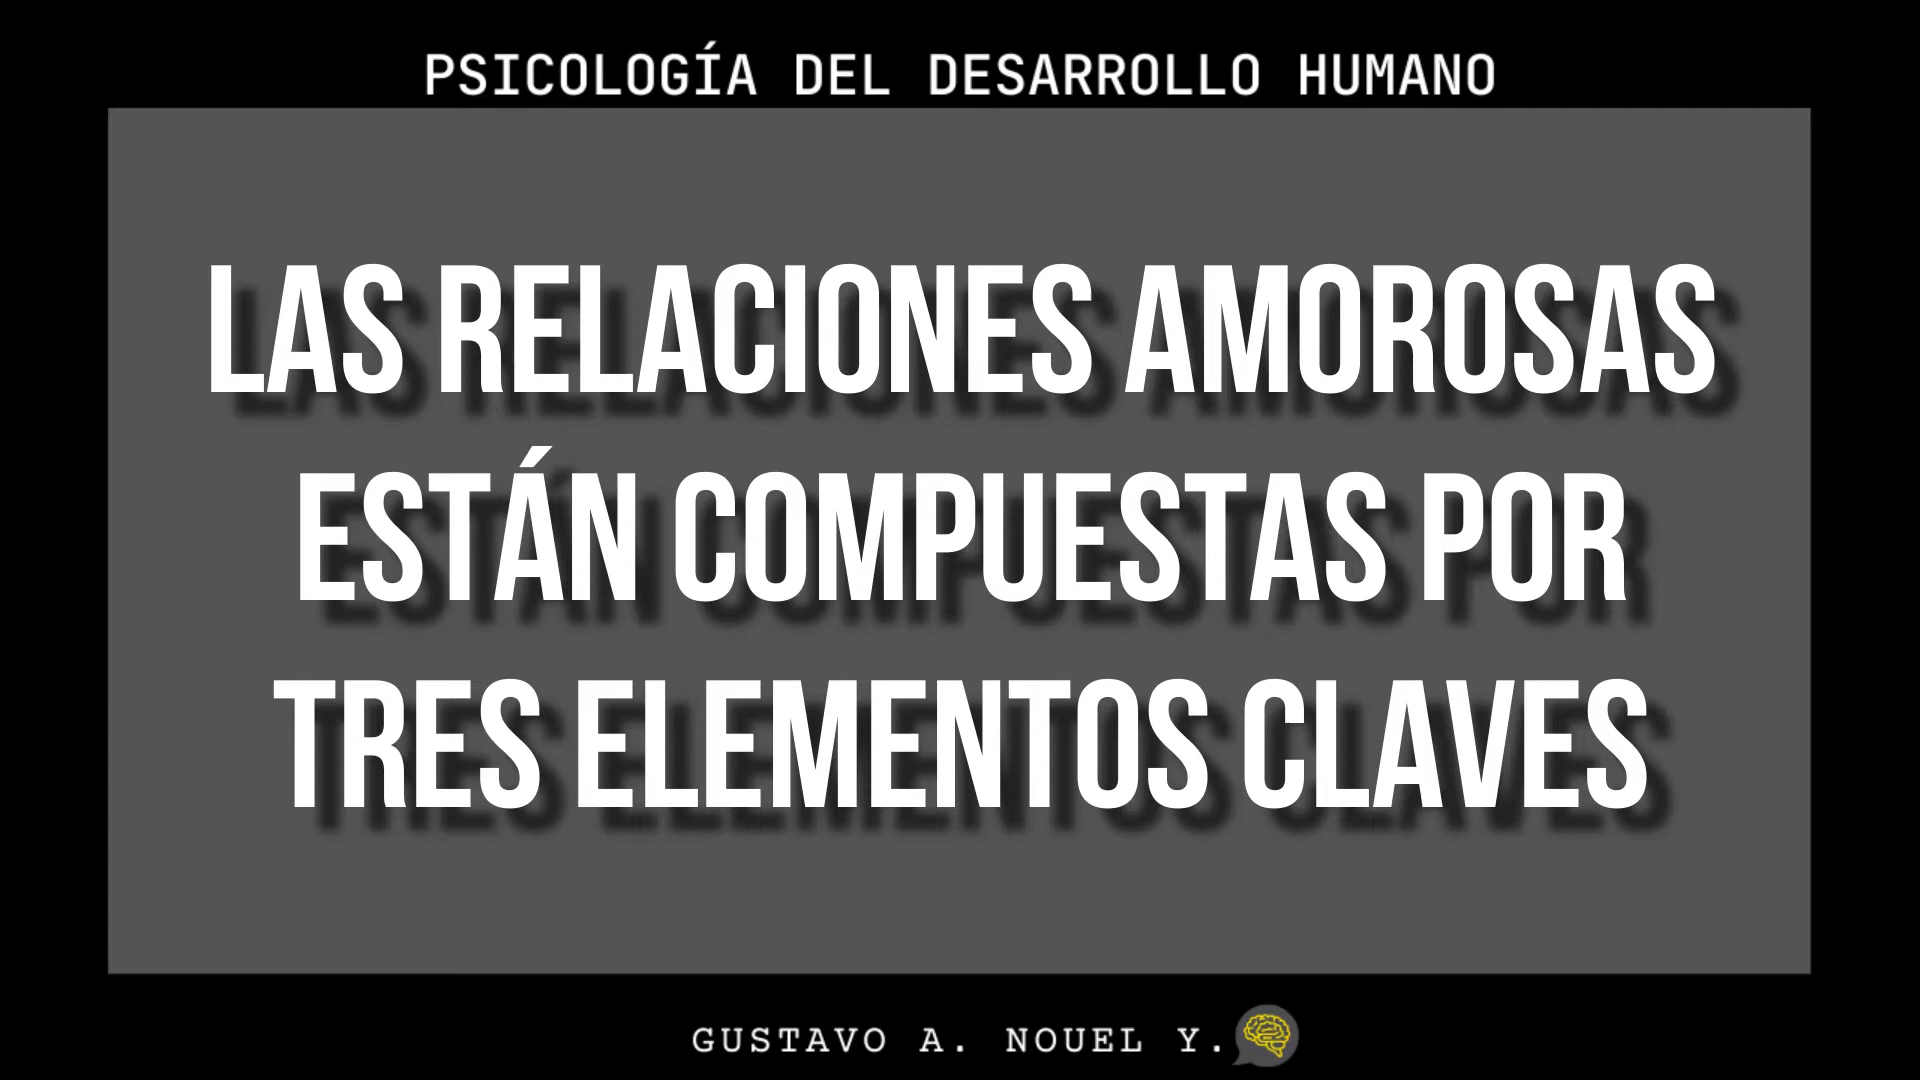 PSICOLOGÍA DEL DESARROLLO HUMANO
LAS RELACIONES AMOROSAS
ESTÁN COMPUESTAS POR
TRES ELEMENTOS CLAVES
GUSTAVO A. NOUEL Y.